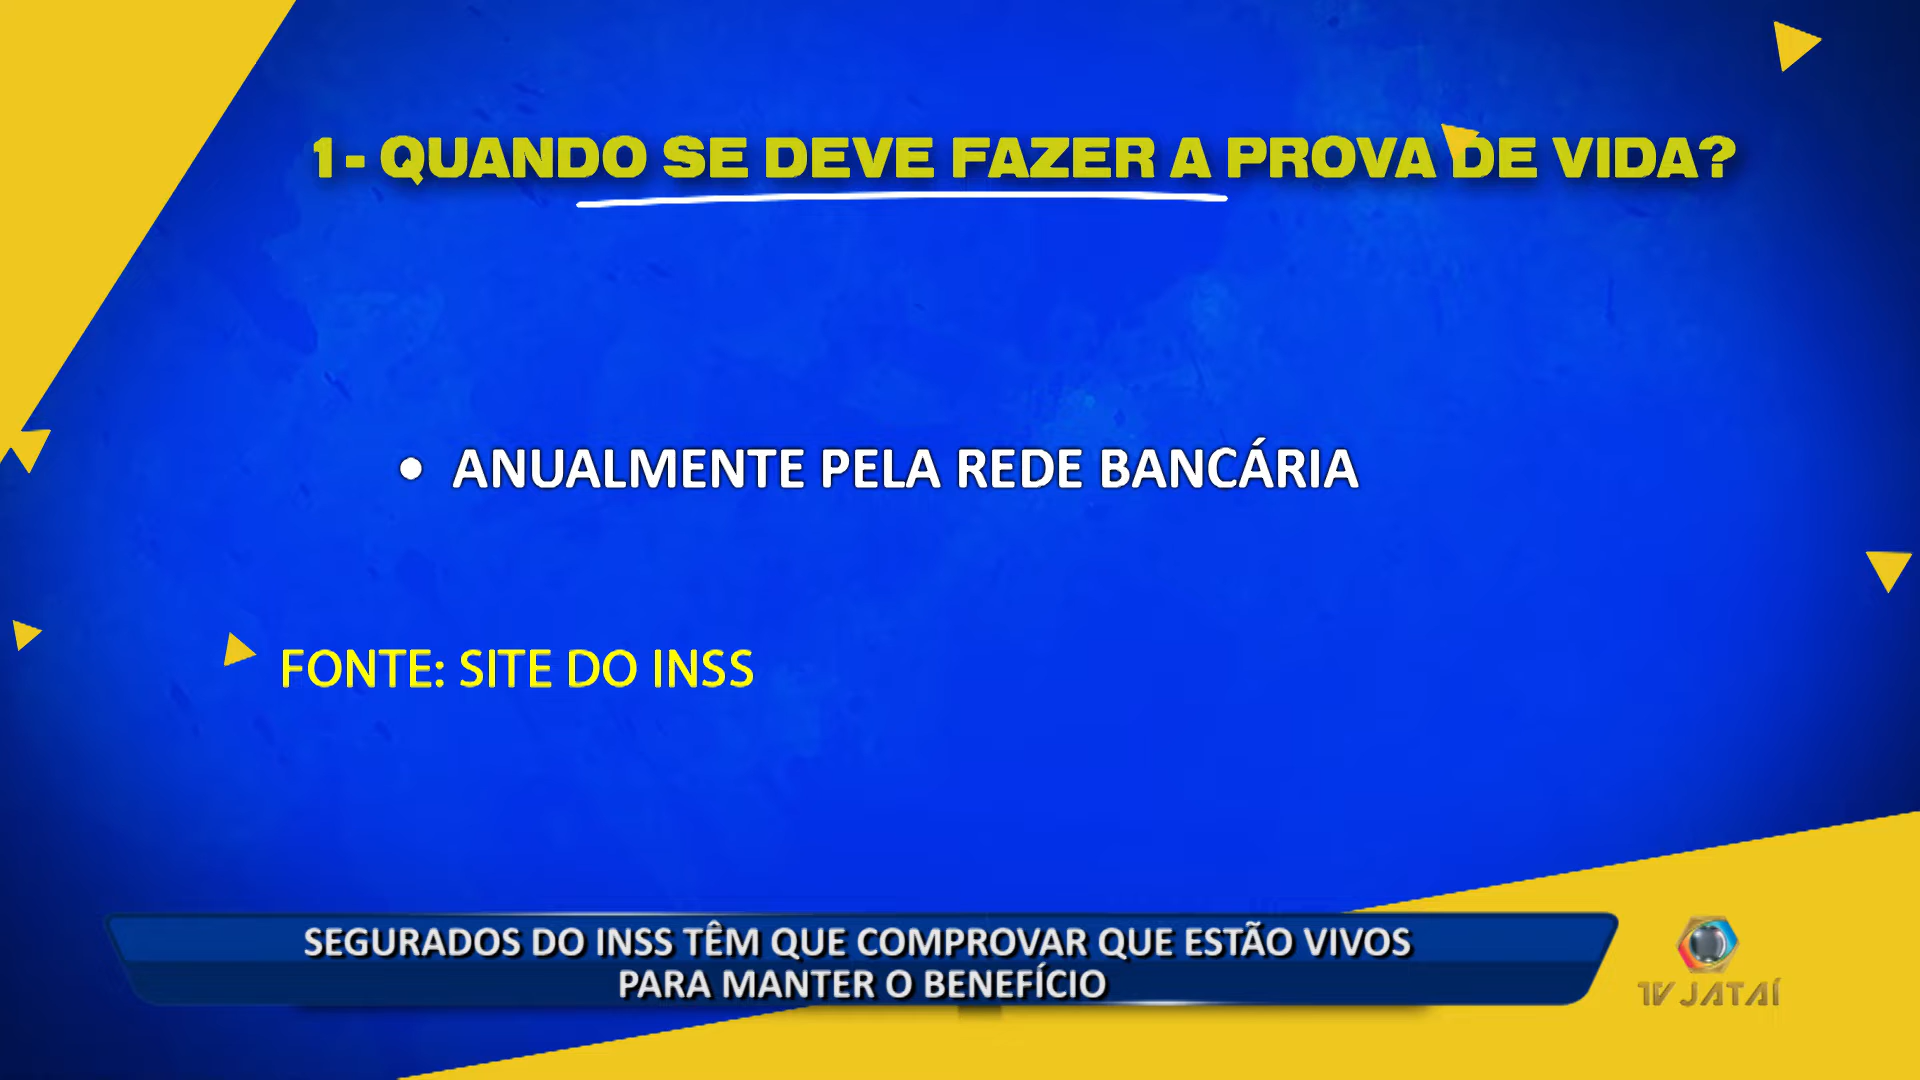 1- QUANDO SE DEVE FAZER A PROVA DE VIDA?
• ANUALMENTE PELA REDE BANCÁRIA
FONTE: SITE DO INSS
SEGURADOS DO INSS TÊM QUE COMPROVAR QUE ESTÃO VIVOS
PARA MANTER O BENEFÍCIO
TV JATAÍ